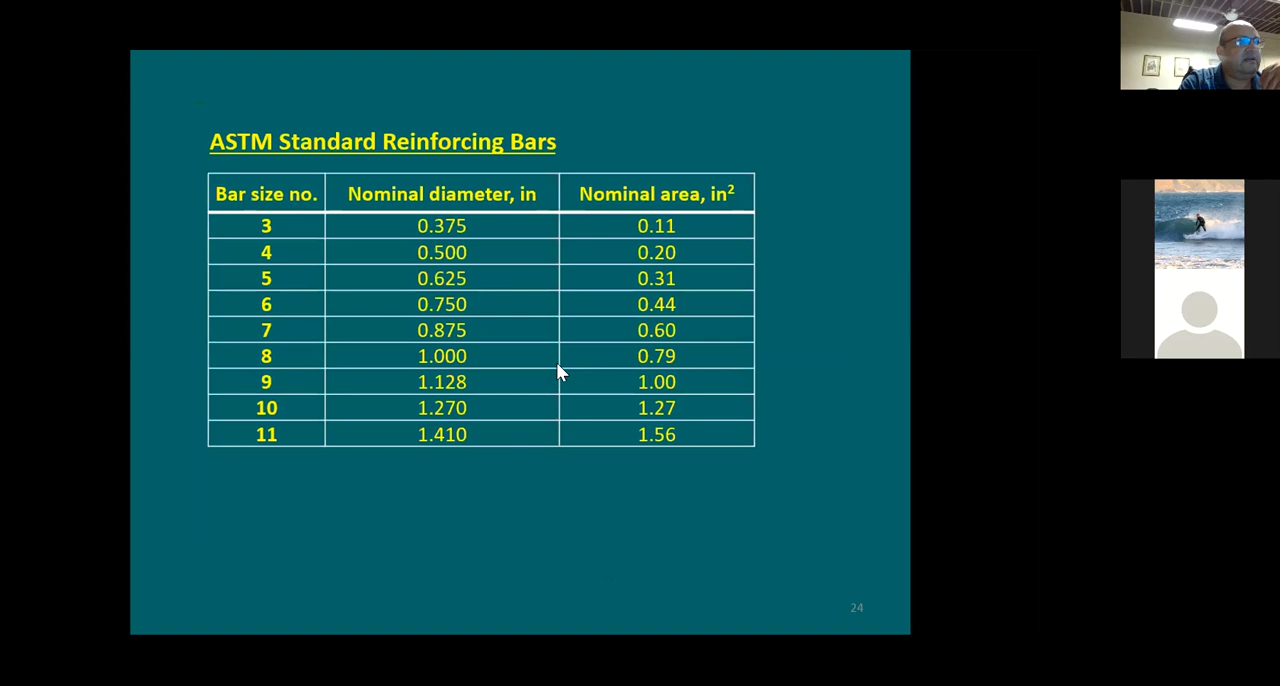 ASTM Standard Reinforcing Bars
Bar size no. Nominal diameter, in Nominal area, in²
3 0.375 0.11
4 0.500 0.20
5 0.625 0.31
6 0.750 0.44
7 0.875 0.60
8 1.000 0.79
9 1.128 1.00
10 1.270 1.27
11 1.410 1.56
24